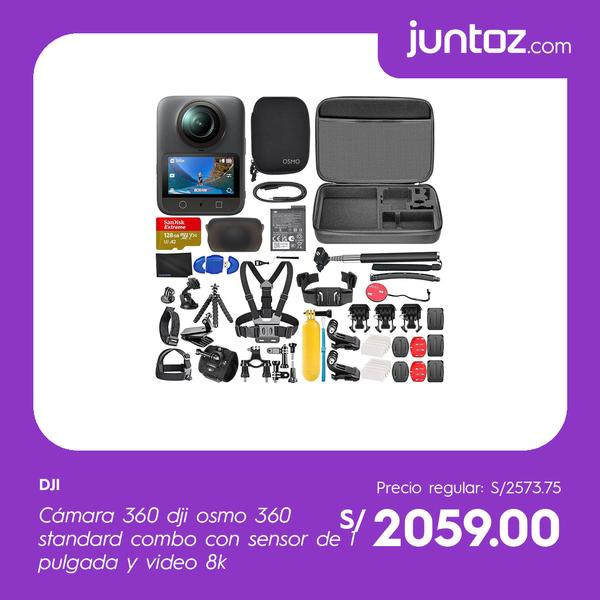 juntoz.com
OSMO
SanDisk
Extreme
128GB
DJI
Precio regular: S/2573.75
Cámara 360 dji osmo 360
standard combo con sensor de 1
pulgada y video 8k
S/ 2059.00